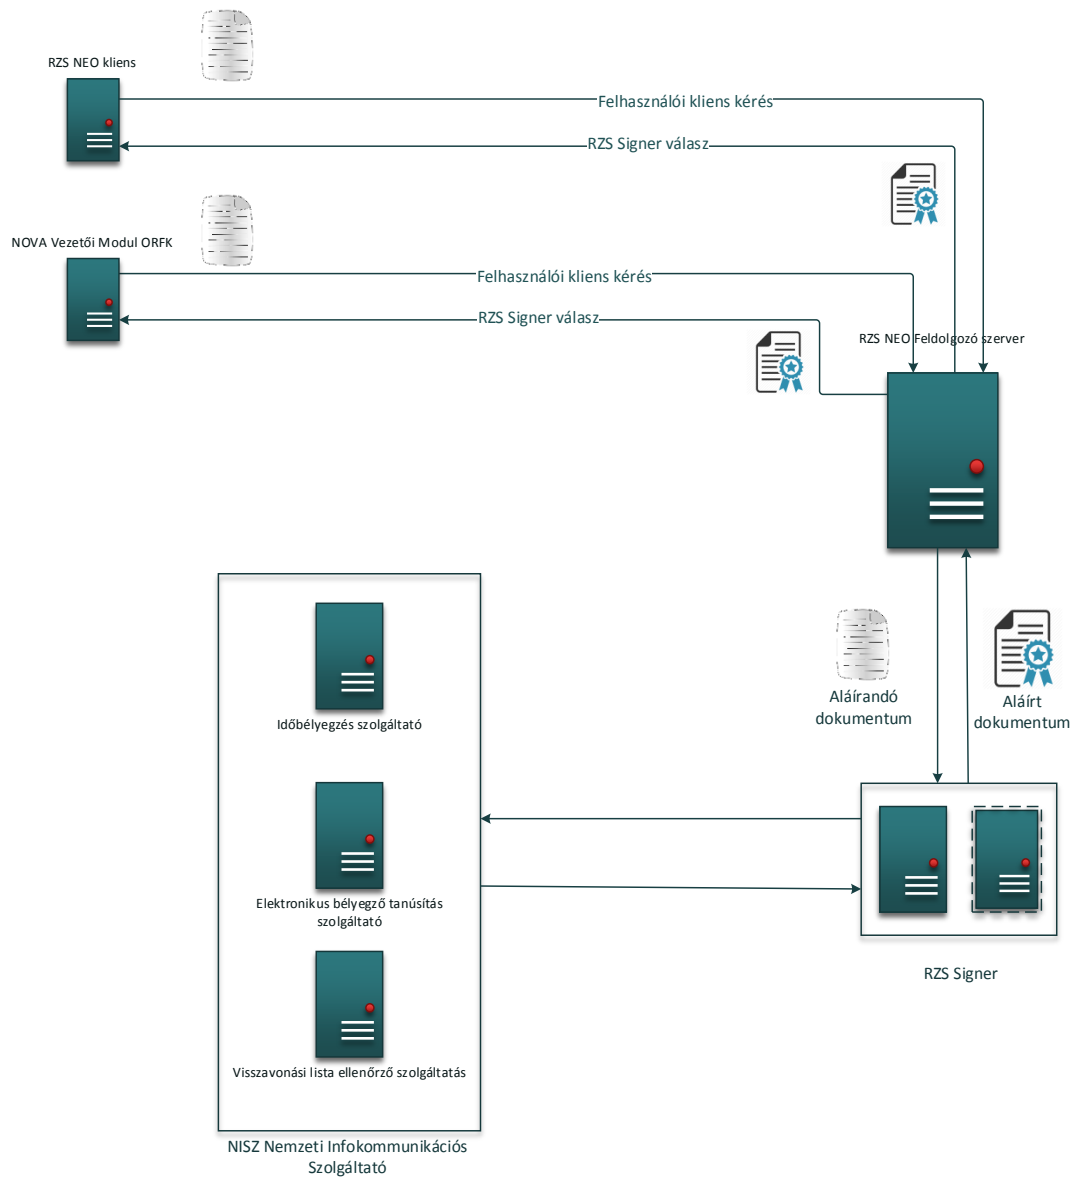 RZS NEO kliens
Felhasználói kliens kérés
RZS Signer válasz
NOVA Vezetői Modul ORFK
Felhasználói kliens kérés
RZS Signer válasz
RZS NEO Feldolgozó szerver
Aláírandó
dokumentum
Aláírt
dokumentum
Időbélyegzés szolgáltató
Elektronikus bélyegző tanúsítás
szolgáltató
RZS Signer
Visszavonási lista ellenőrző szolgáltatás
NISZ Nemzeti Infokommunikációs
Szolgáltató